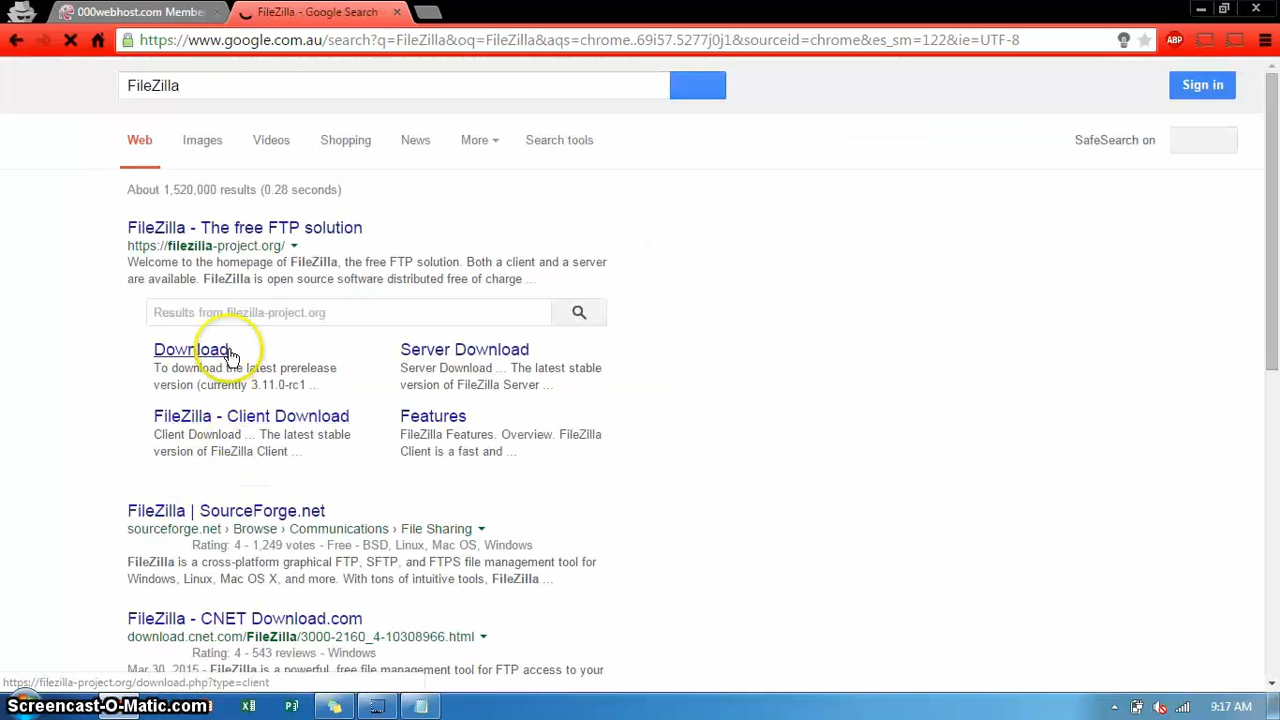 000webhost.com Membe
FileZilla - Google Search
https://www.google.com.au/search?q=FileZilla&oq=FileZilla&aqs=chrome..69i57.5277j0j1&sourceid=chrome&es_sm=122&ie=UTF-8
ABP
FileZilla
Sign in
Web Images Videos Shopping News More Search tools SafeSearch on
About 1,520,000 results (0.28 seconds)
FileZilla - The free FTP solution
https://filezilla-project.org/
Welcome to the homepage of FileZilla, the free FTP solution. Both a client and a server
are available. FileZilla is open source software distributed free of charge ...
Results from filezilla-project.org
Download
To download the latest prerelease
version (currently 3.11.0-rc1 ...
Server Download
Server Download ... The latest stable
version of FileZilla Server ...
FileZilla - Client Download
Client Download ... The latest stable
version of FileZilla Client ...
Features
FileZilla Features. Overview. FileZilla
Client is a fast and ...
FileZilla | SourceForge.net
sourceforge.net › Browse › Communications › File Sharing
Rating: 4 - 1,249 votes - Free - BSD, Linux, Mac OS, Windows
FileZilla is a cross-platform graphical FTP, SFTP, and FTPS file management tool for
Windows, Linux, Mac OS X, and more. With tons of intuitive tools, FileZilla ...
FileZilla - CNET Download.com
download.cnet.com/FileZilla/3000-2160_4-10308966.html
Rating: 4 - 543 reviews - Windows
Mar 30, 2015 - FileZilla is a powerful, free file management tool for FTP access to your
https://filezilla-project.org/download.php?type=client
Screencast-O-Matic.com
9:17 AM